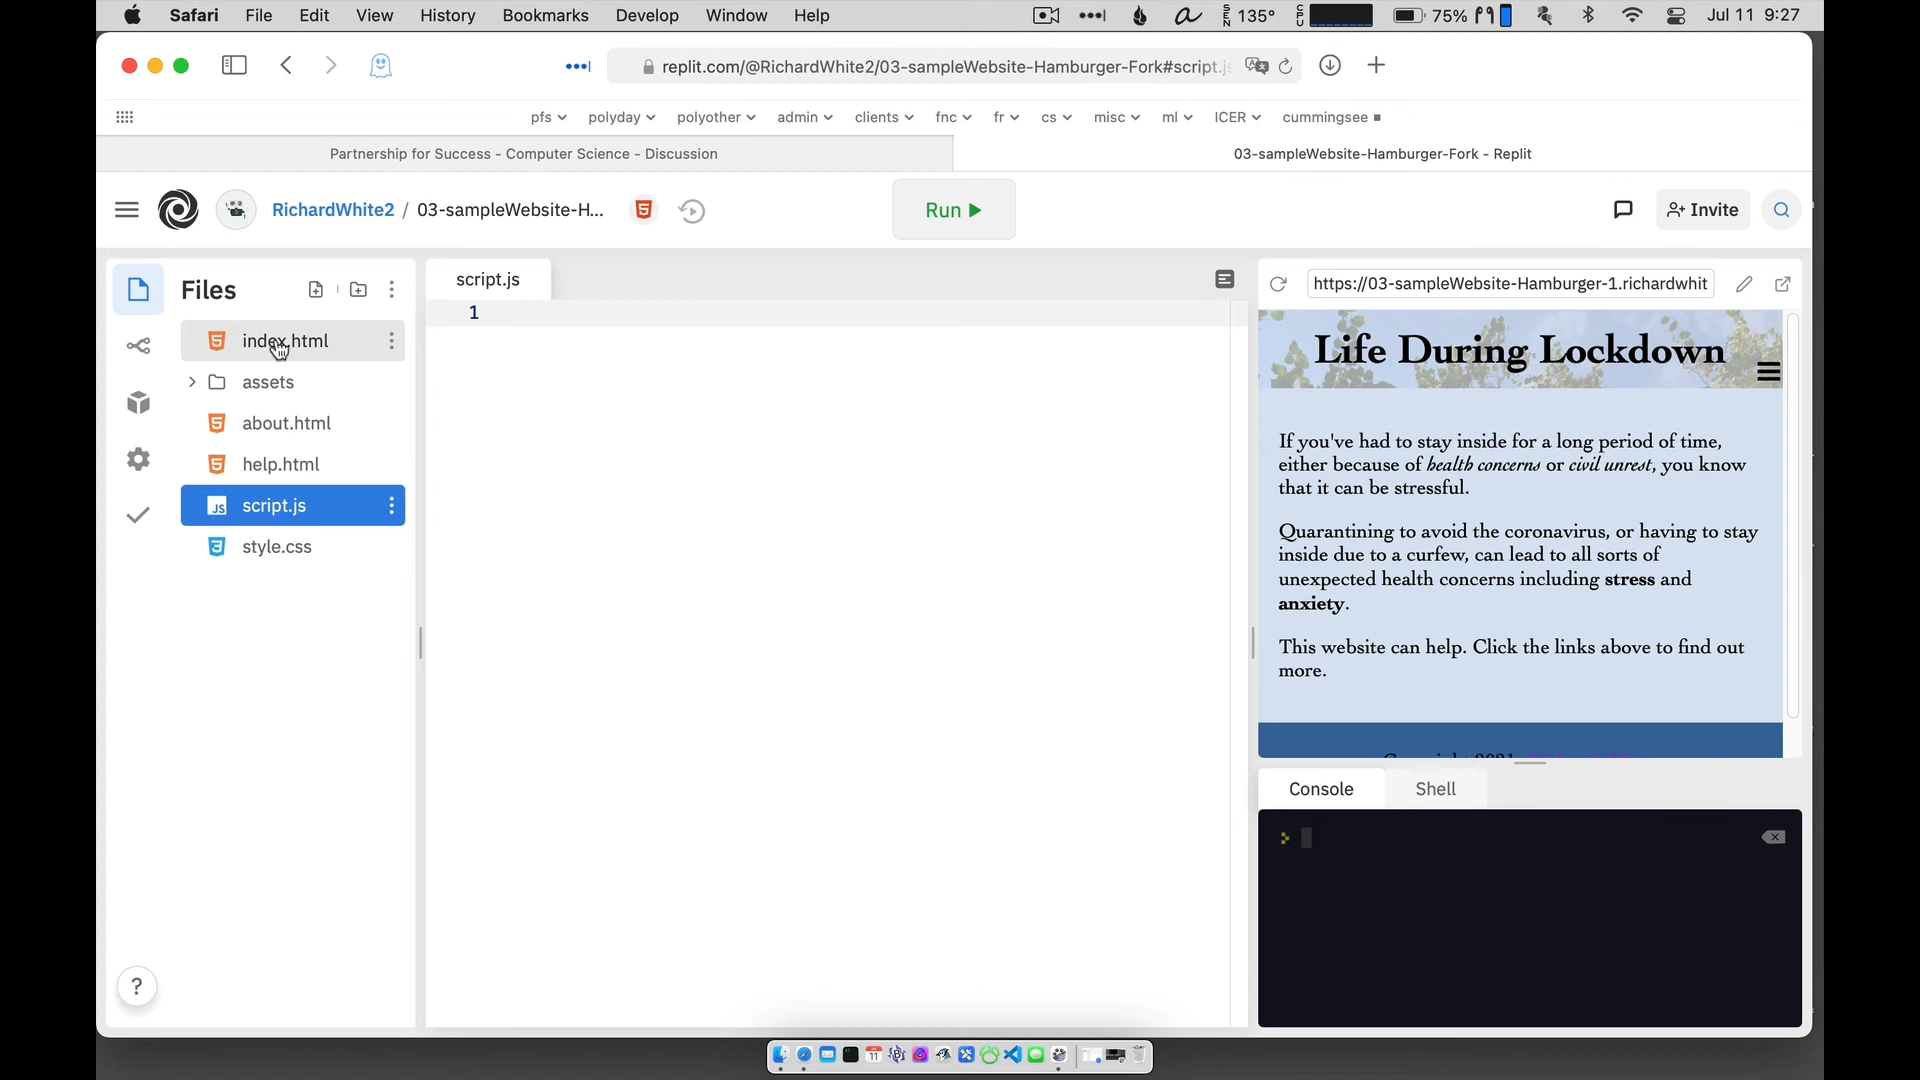 Safari File Edit View History Bookmarks Develop Window Help SEN 135° CPU 75% Jul 11 9:27
replit.com/@RichardWhite2/03-sampleWebsite-Hamburger-Fork#script.js
pfs polyday polyother admin clients fnc fr cs misc ml ICER cummingsee
Partnership for Success - Computer Science - Discussion
03-sampleWebsite-Hamburger-Fork - Replit
RichardWhite2 / 03-sampleWebsite-H...
Run
Invite
Files
index.html
assets
about.html
help.html
script.js
style.css
?
script.js
1
https://03-sampleWebsite-Hamburger-1.richardwhit
Life During Lockdown
If you've had to stay inside for a long period of time,
either because of health concerns or civil unrest, you know
that it can be stressful.
Quarantining to avoid the coronavirus, or having to stay
inside due to a curfew, can lead to all sorts of
unexpected health concerns including stress and
anxiety.
This website can help. Click the links above to find out
more.
Console Shell